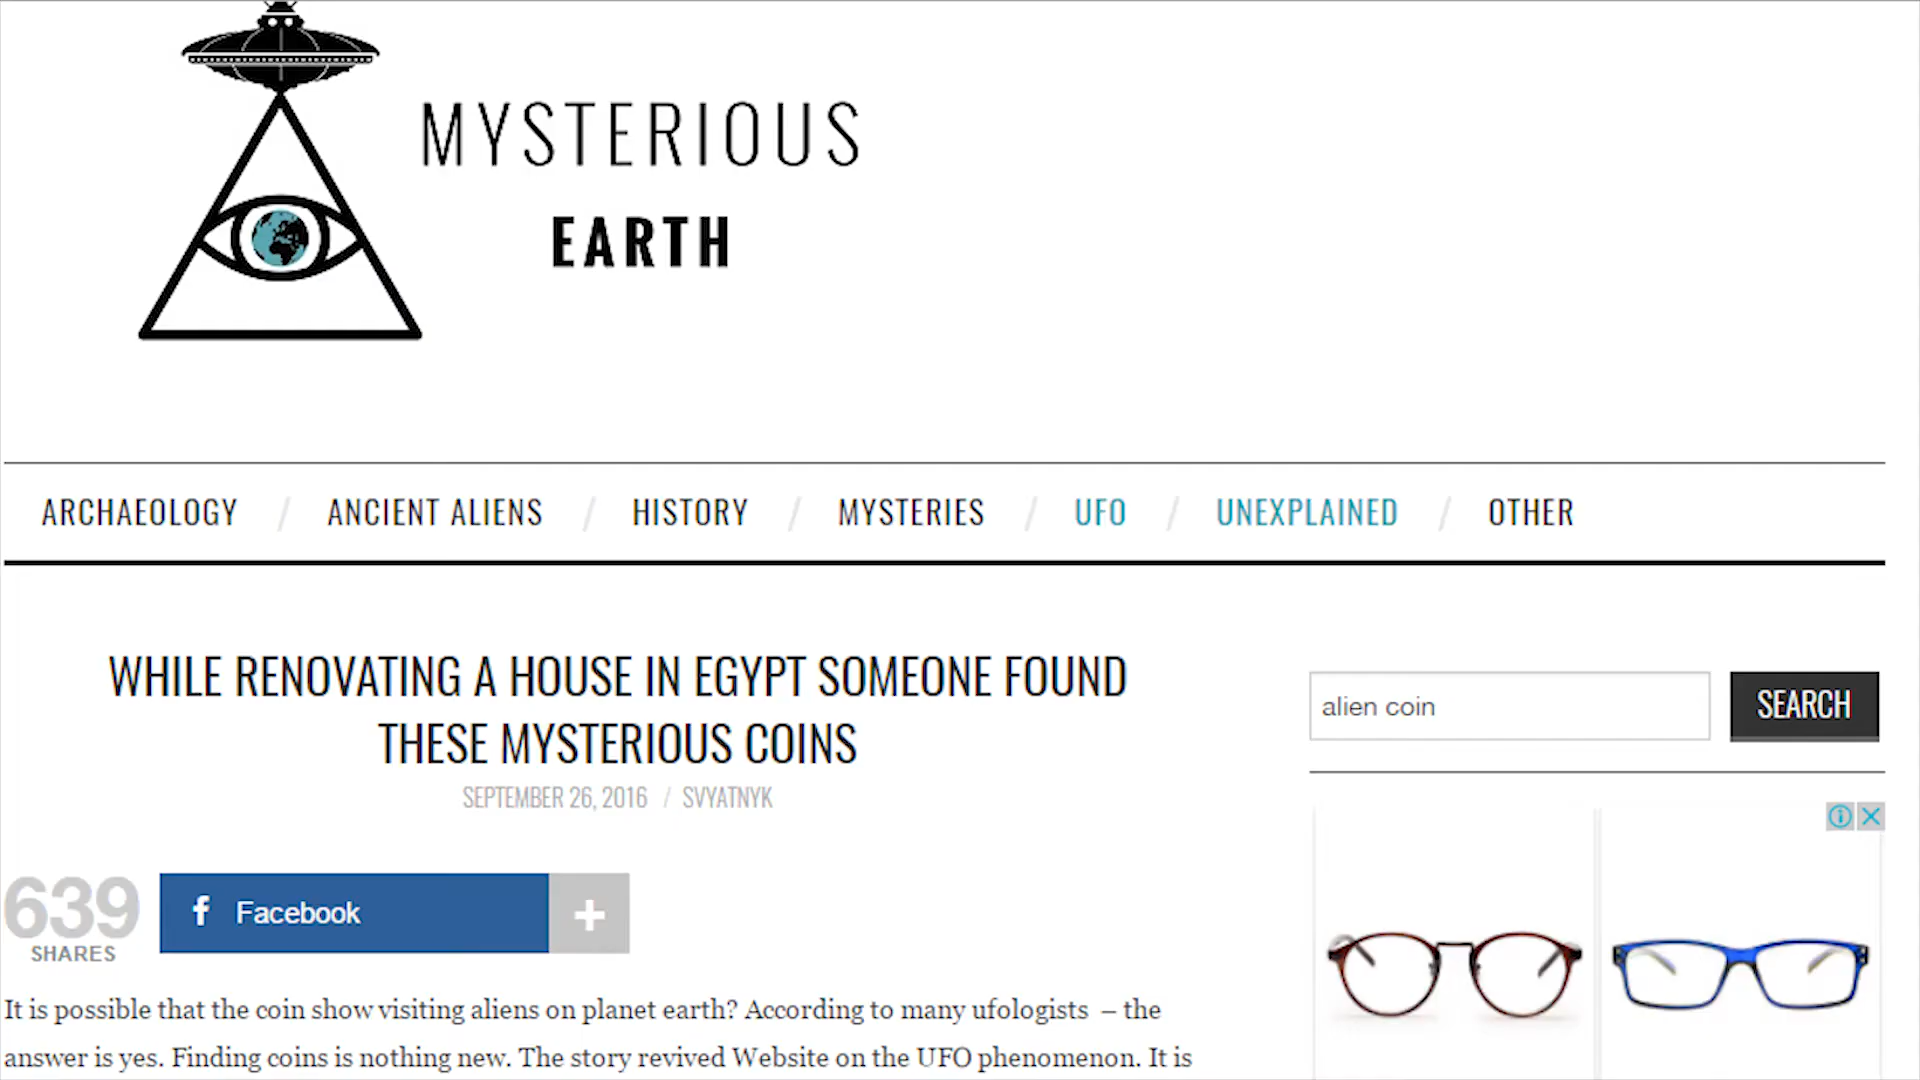 MYSTERIOUS
EARTH
ARCHAEOLOGY / ANCIENT ALIENS / HISTORY / MYSTERIES / UFO / UNEXPLAINED / OTHER
WHILE RENOVATING A HOUSE IN EGYPT SOMEONE FOUND
THESE MYSTERIOUS COINS
SEPTEMBER 26, 2016 / SVYATNYK
alien coin
SEARCH
639
SHARES
f Facebook +
It is possible that the coin show visiting aliens on planet earth? According to many ufologists – the
answer is yes. Finding coins is nothing new. The story revived Website on the UFO phenomenon. It is